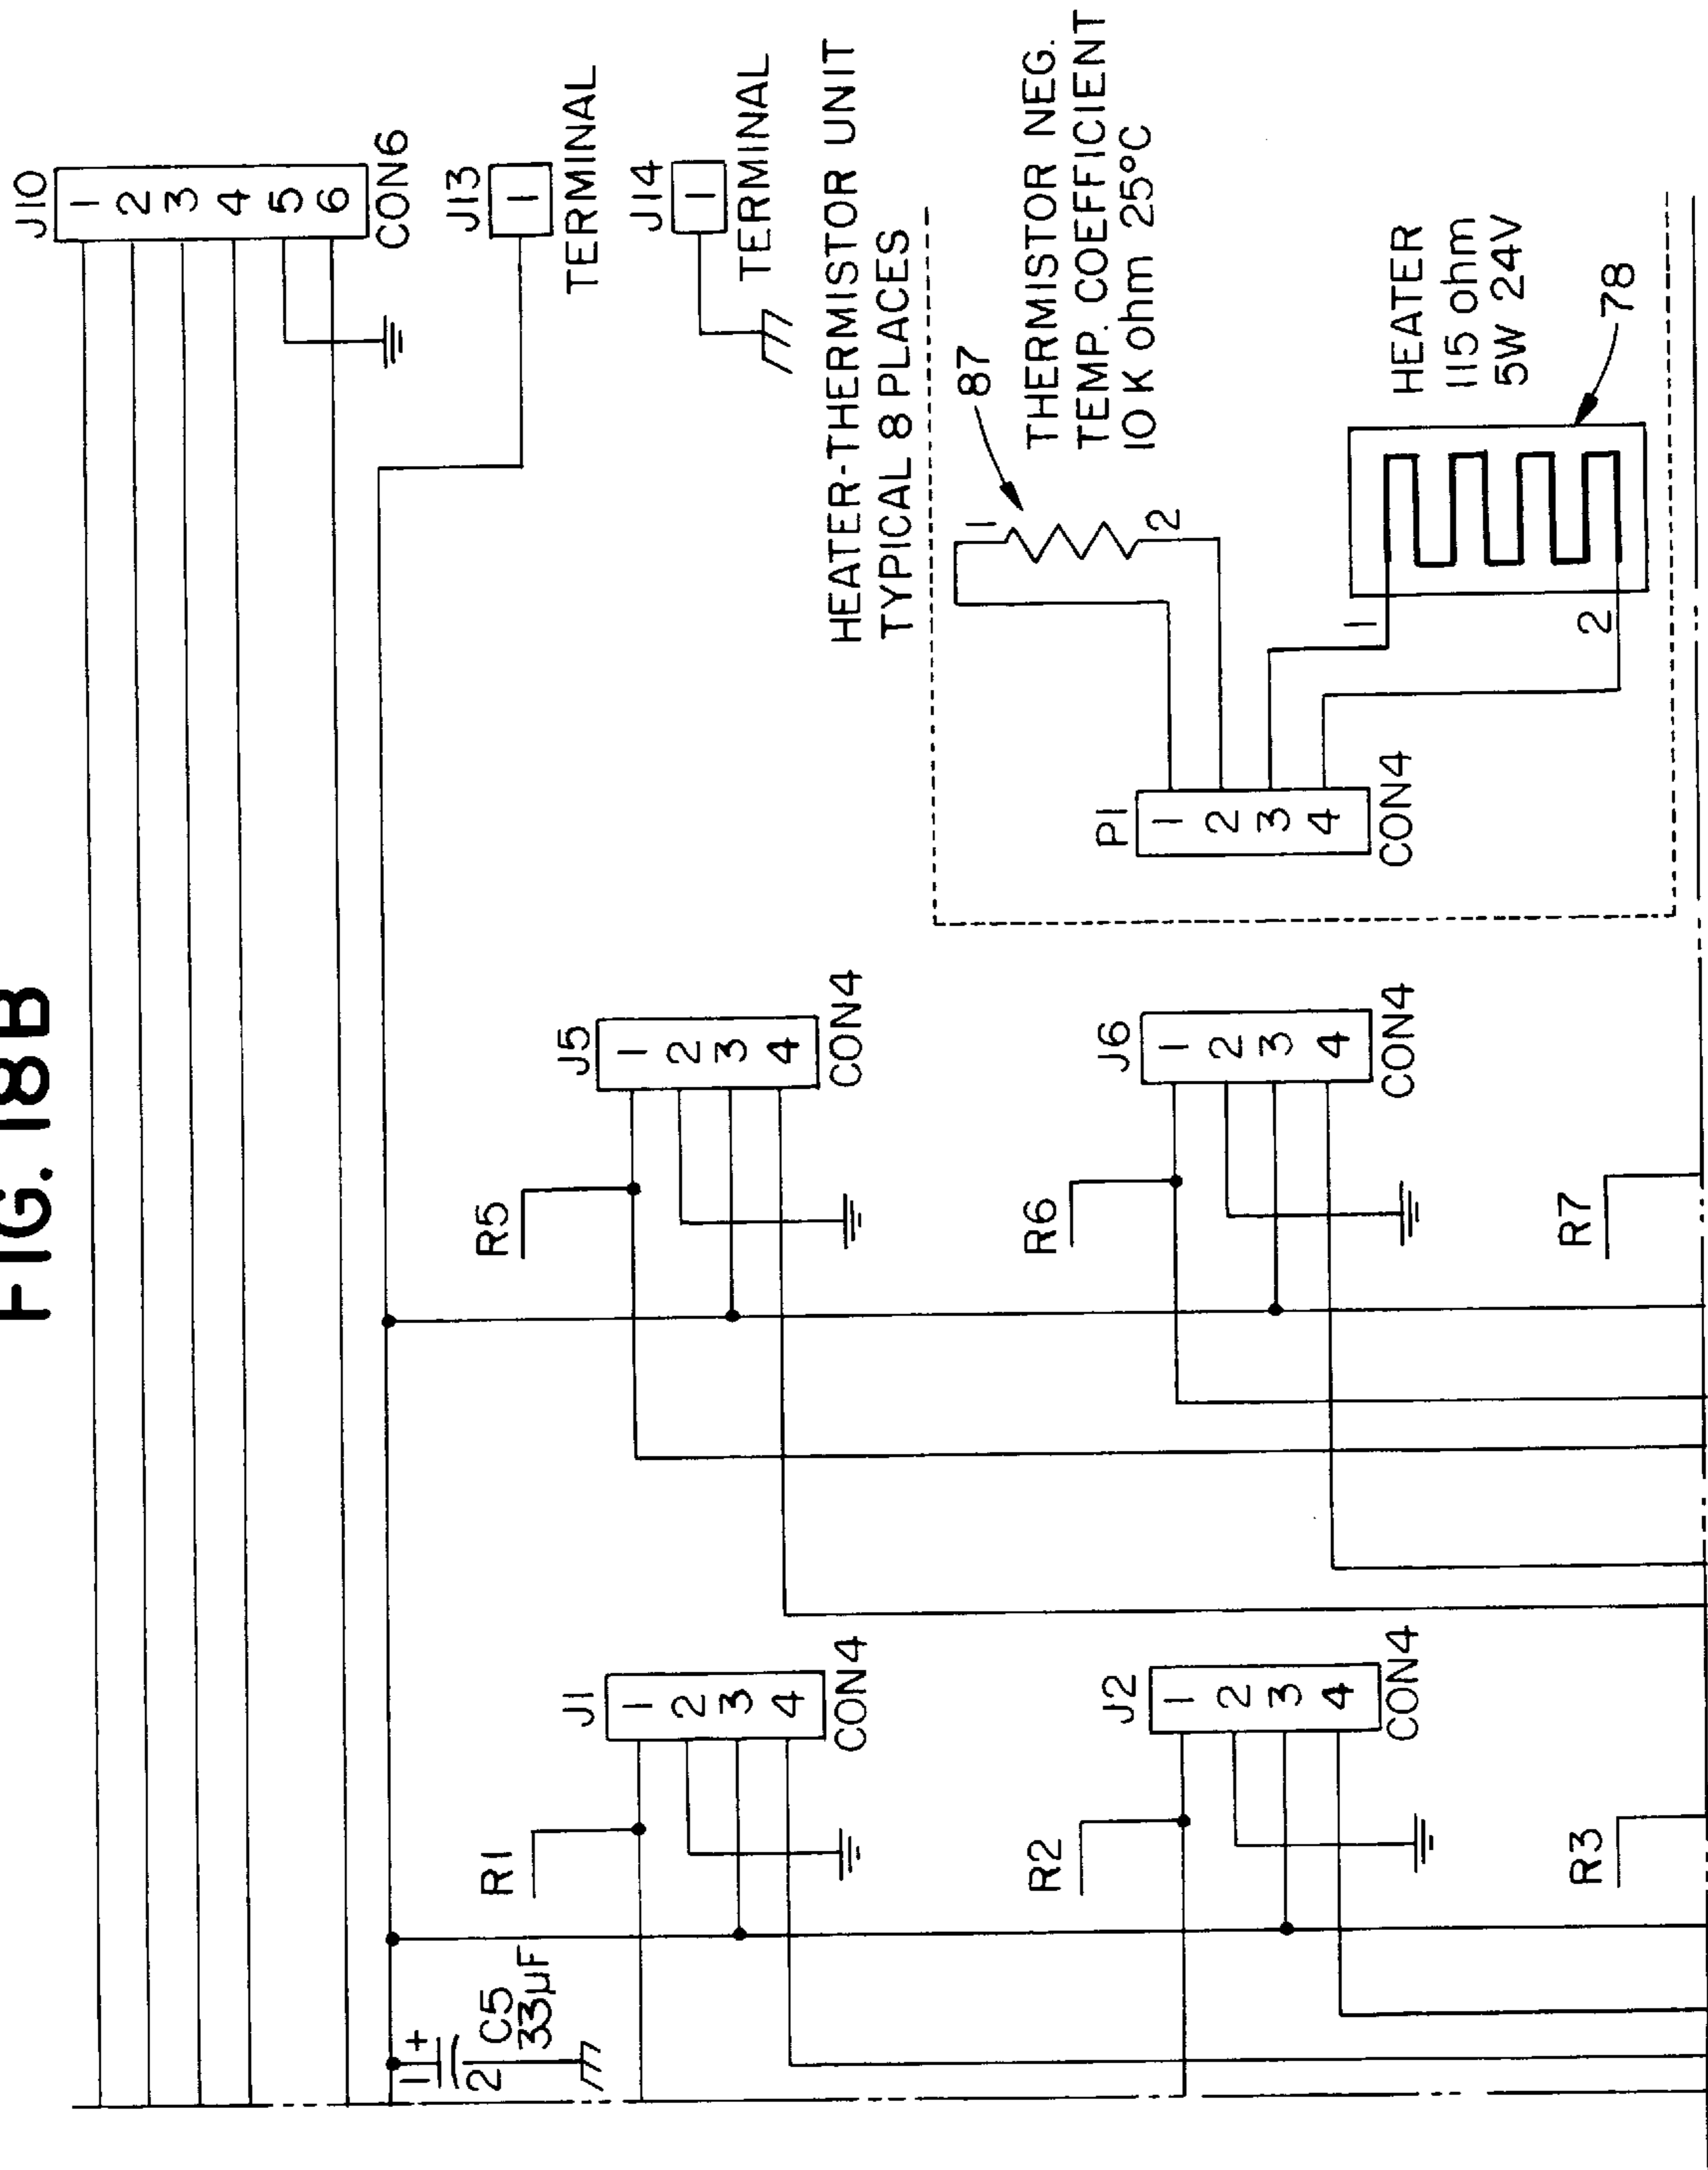 FIG. 18B
J10
1
2
3
4
5
6
CON6
J13
1
TERMINAL
J14
1
TERMINAL
1 +
2
C5
33µF
R1
J1
1
2
3
4
CON4
R5
J5
1
2
3
4
CON4
HEATER-THERMISTOR UNIT
TYPICAL 8 PLACES
87
1
2
THERMISTOR NEG.
TEMP. COEFFICIENT
10 K ohm 25°C
P1
1
2
3
4
CON4
1
2
HEATER
115 ohm
5W 24V
78
R2
J2
1
2
3
4
CON4
R6
J6
1
2
3
4
CON4
R3
R7